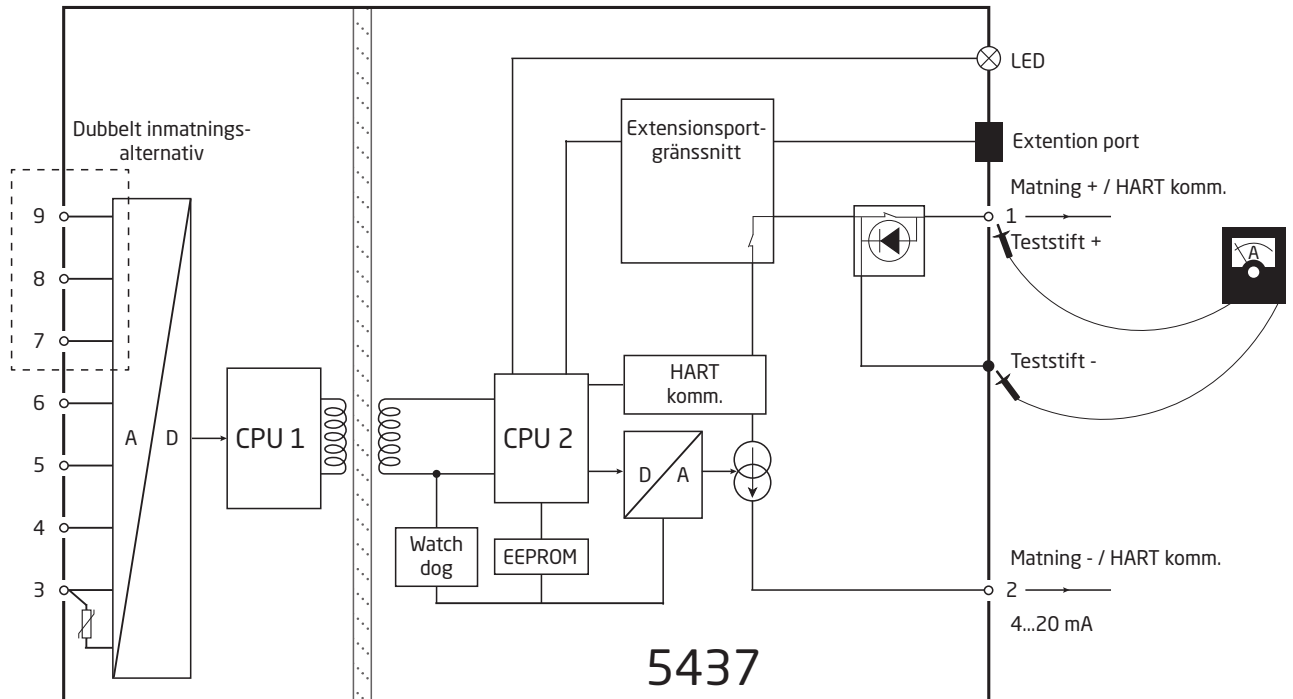 LED
Dubbelt inmatnings-
alternativ
Extensionsport-
gränssnitt
Extention port
Matning + / HART komm.
9
1
Teststift +
A
8
7
Teststift -
HART
komm.
6
A
D
CPU 1
CPU 2
5
D
A
4
Watch
dog
EEPROM
Matning - / HART komm.
3
2
4...20 mA
5437